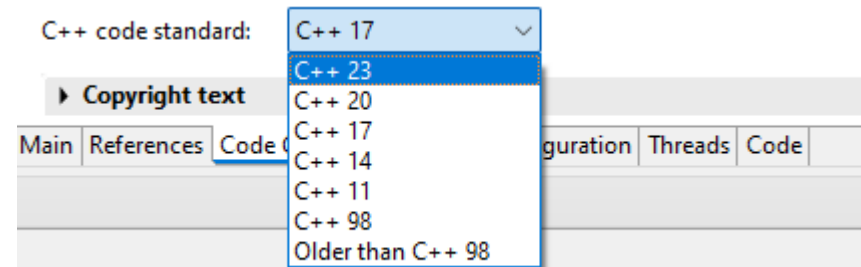 C++ code standard: C++ 17
C++ 23
Copyright text C++ 20
C++ 17
Main References Code guration Threads Code
C++ 14
C++ 11
C++ 98
Older than C++ 98